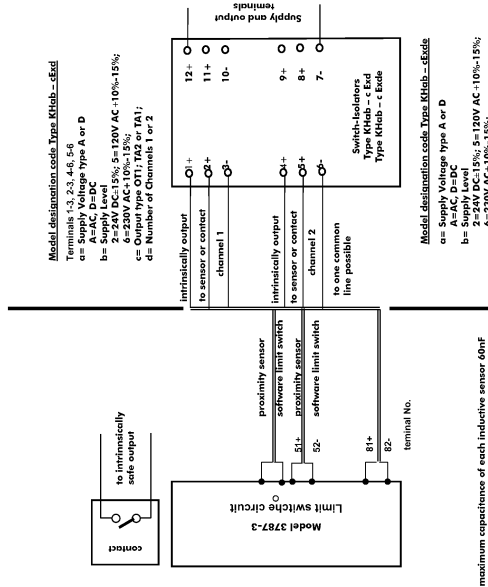 Supply and output
teminals
12+
11+
10-
9+
8+
7-
Switch-Isolators
Type KHab – c Exd
Type KHab – c Exde
1+
2+
3-
4+
5+
6-
intrinsically output
to sensor or contact
channel 1
intrinsically output
to sensor or contact
channel 2
to one common
line possible
Model designation code Type KHab – cExd
Terminals 1-3, 2-3, 4-6, 5-6
a= Supply Voltage type A or D
A=AC, D=DC
b= Supply Level
2=24V DC±15%; 5=120V AC +10%-15%;
6=230V AC+10%-15%;
c= Output type TT1; TA2 or TA1;
d= Number of Channels 1 or 2
Model designation code Type KHab – cExde
a= Supply Voltage type A or D
A=AC, D=DC
b= Supply Level
2=24V DC±15%; 5=120V AC +10%-15%;
6=230V AC+10%-15%;
proximity sensor
software limit switch
proximity sensor
software limit switch
51+
52-
81+
82-
teminal No.
to intrinnsically
safe output
contact
Model 3787-3
Limit switche circuit
maximum capacitance of each inductive sensor 60nF